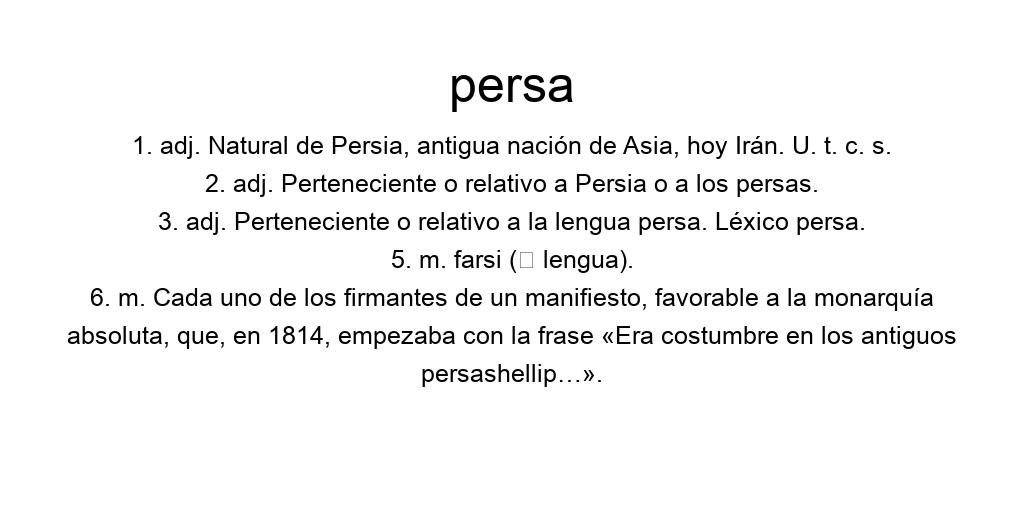 persa
1. adj. Natural de Persia, antigua nación de Asia, hoy Irán. U. t. c. s.
2. adj. Perteneciente o relativo a Persia o a los persas.
3. adj. Perteneciente o relativo a la lengua persa. Léxico persa.
5. m. farsi (□ lengua).
6. m. Cada uno de los firmantes de un manifiesto, favorable a la monarquía
absoluta, que, en 1814, empezaba con la frase «Era costumbre en los antiguos
persashellip…».